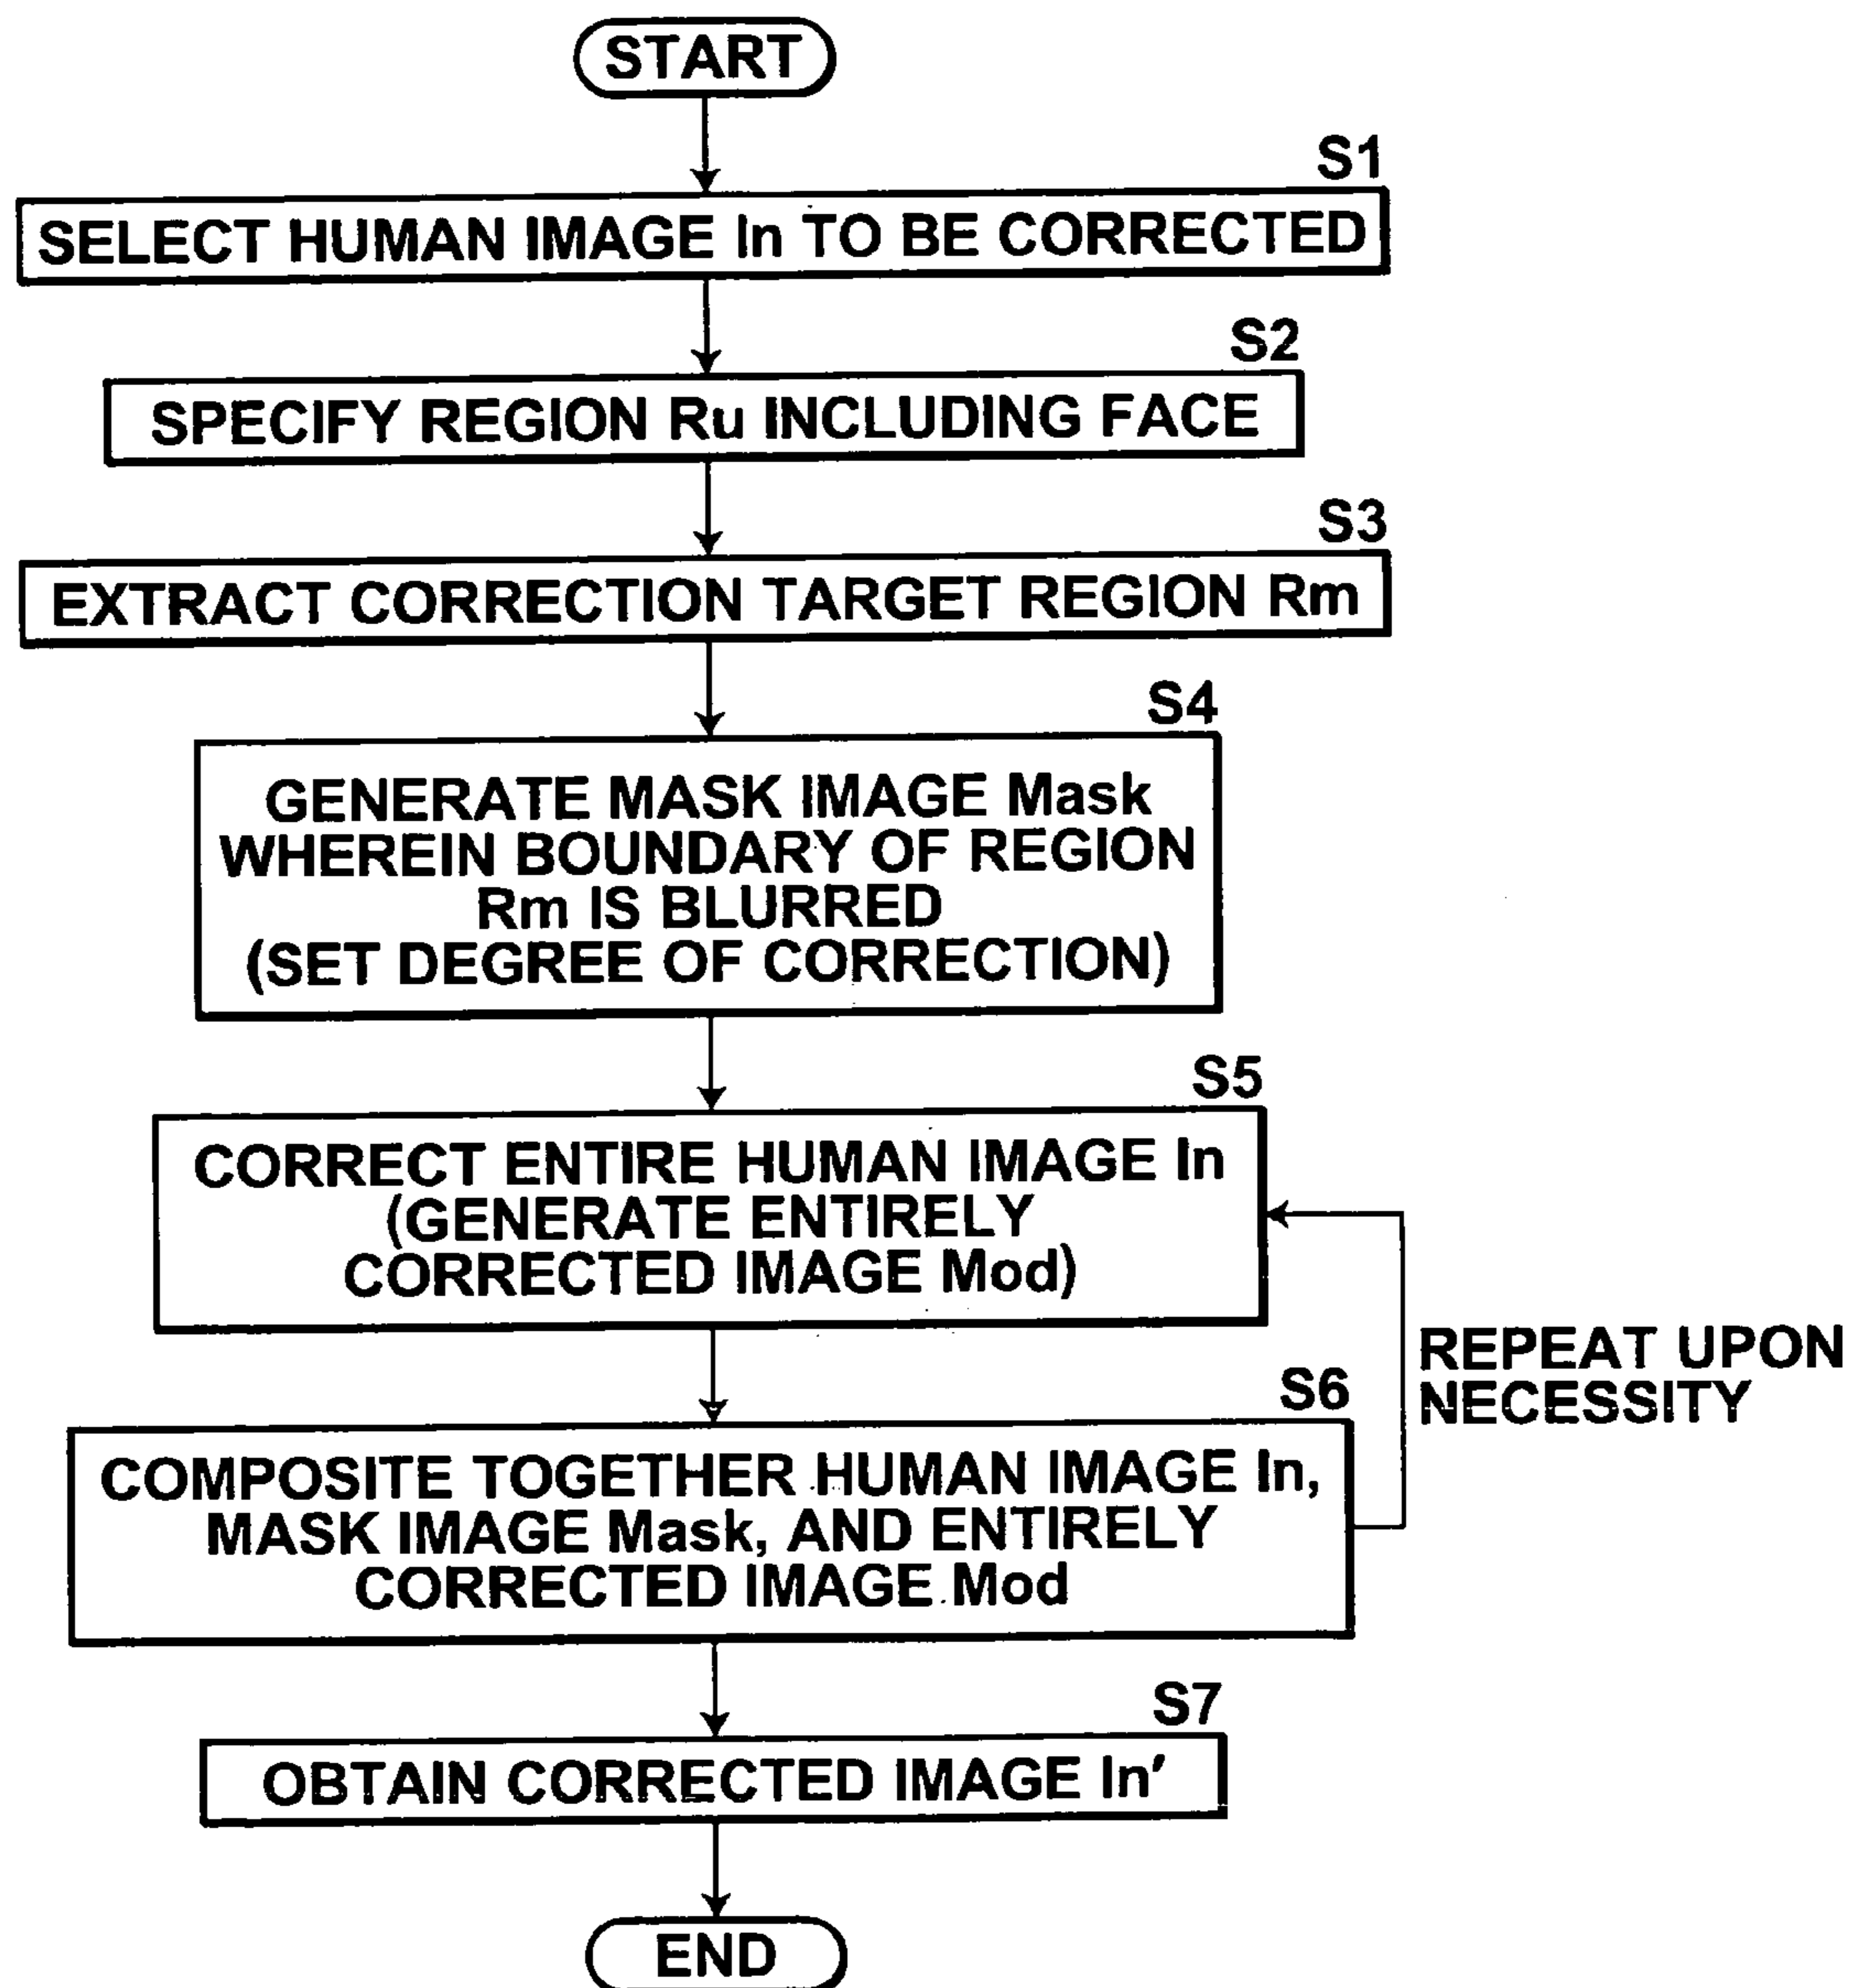 START
S1
SELECT HUMAN IMAGE In TO BE CORRECTED
S2
SPECIFY REGION Ru INCLUDING FACE
S3
EXTRACT CORRECTION TARGET REGION Rm
S4
GENERATE MASK IMAGE Mask
WHEREIN BOUNDARY OF REGION
Rm IS BLURRED
(SET DEGREE OF CORRECTION)
S5
CORRECT ENTIRE HUMAN IMAGE In
(GENERATE ENTIRELY
CORRECTED IMAGE Mod)
REPEAT UPON
NECESSITY
S6
COMPOSITE TOGETHER HUMAN IMAGE In,
MASK IMAGE Mask, AND ENTIRELY
CORRECTED IMAGE Mod
S7
OBTAIN CORRECTED IMAGE In′
END